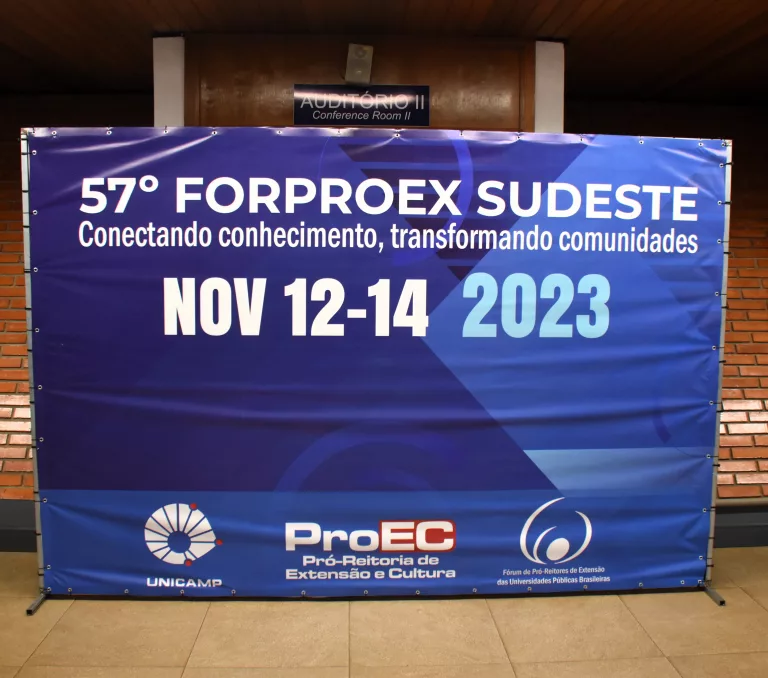 AUDITÓRIO II
Conference Room II
57º FORPROEX SUDESTE
Conectando conhecimento, transformando comunidades
NOV 12-14 2023
UNICAMP
ProEC
Pró-Reitoria de
Extensão e Cultura
Fórum de Pró-Reitores de Extensão
das Universidades Públicas Brasileiras